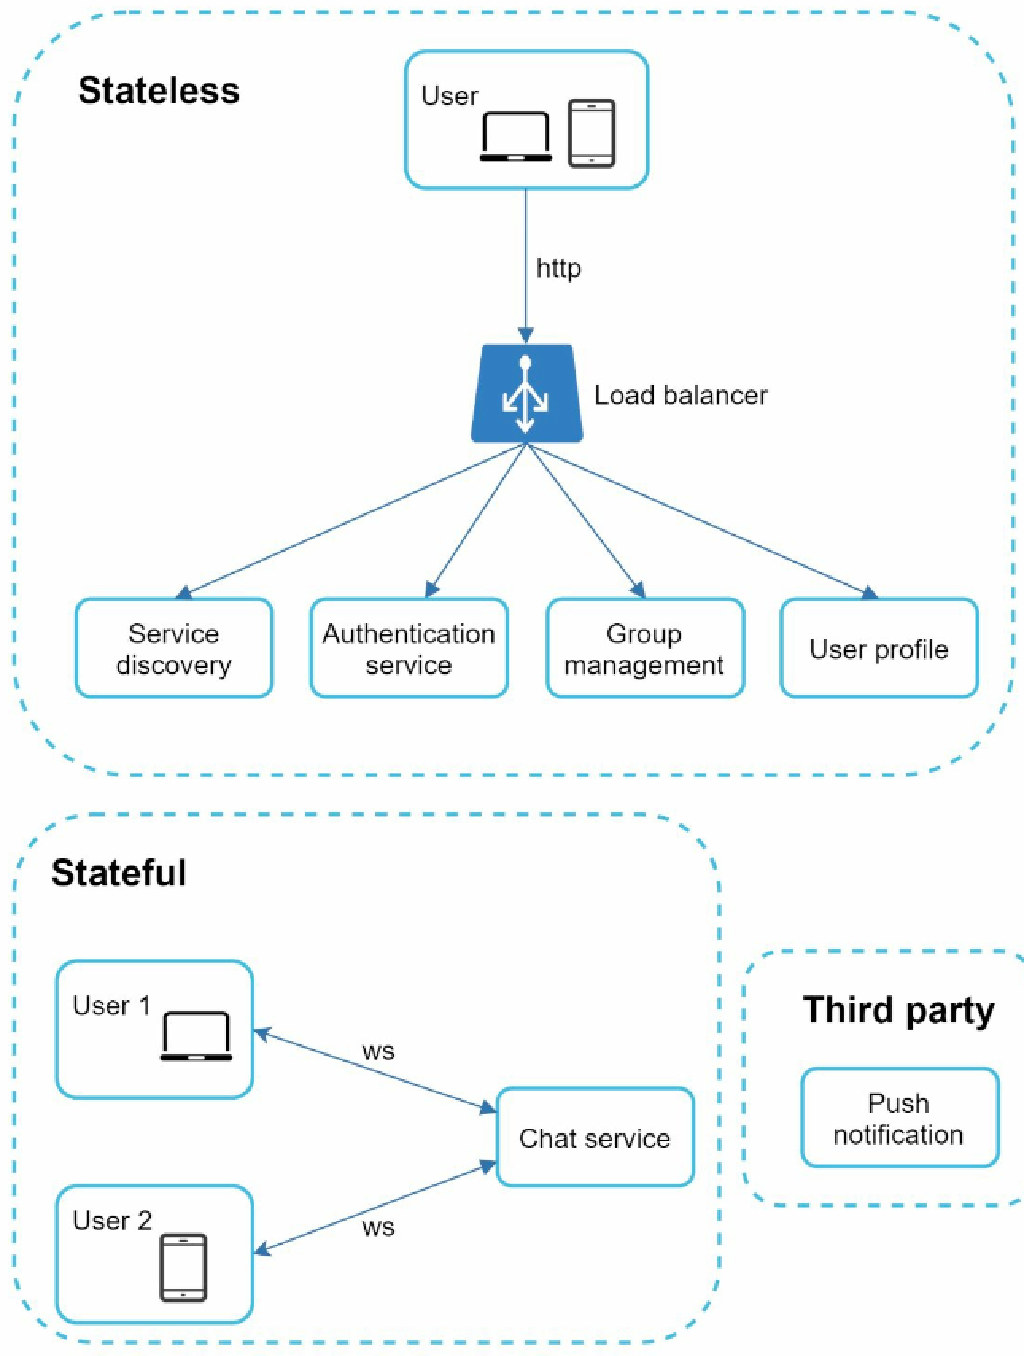 Stateless
User
http
Load balancer
Service
discovery
Authentication
service
Group
management
User profile
Stateful
User 1
ws
Chat service
User 2
ws
Third party
Push
notification